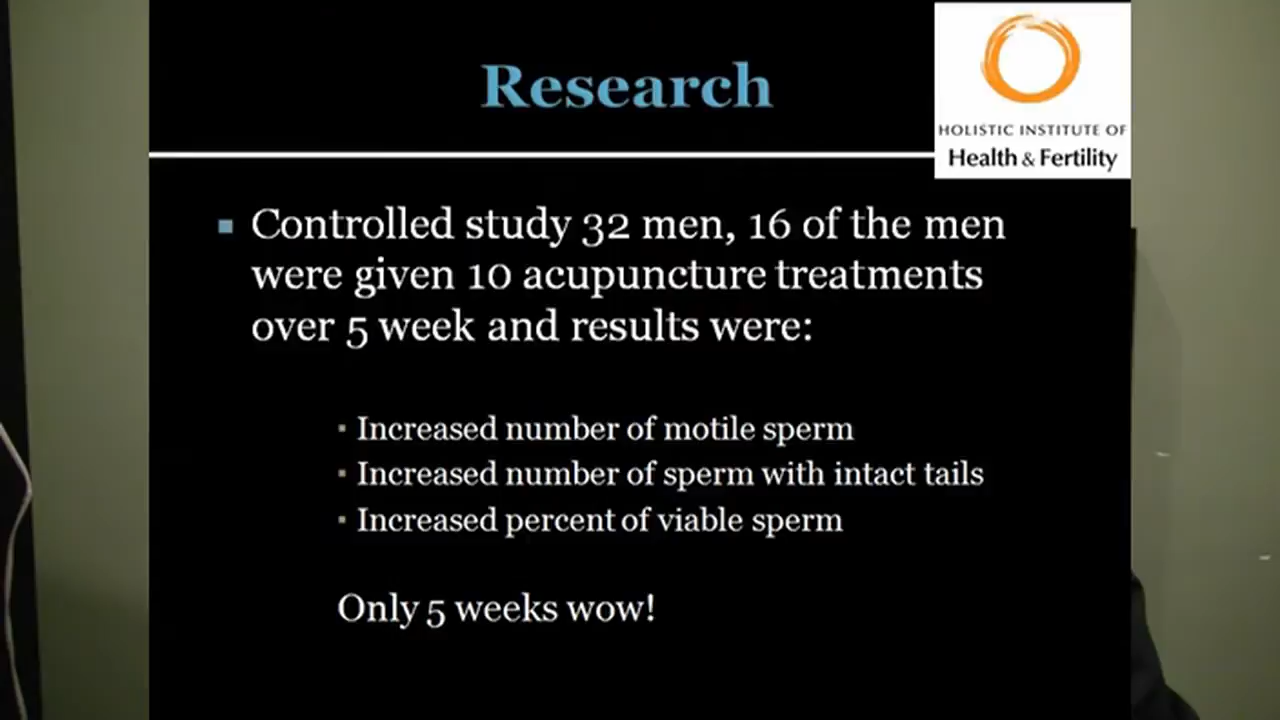 Research
HOLISTIC INSTITUTE OF
Health & Fertility
Controlled study 32 men, 16 of the men
were given 10 acupuncture treatments
over 5 week and results were:
Increased number of motile sperm
Increased number of sperm with intact tails
Increased percent of viable sperm
Only 5 weeks wow!